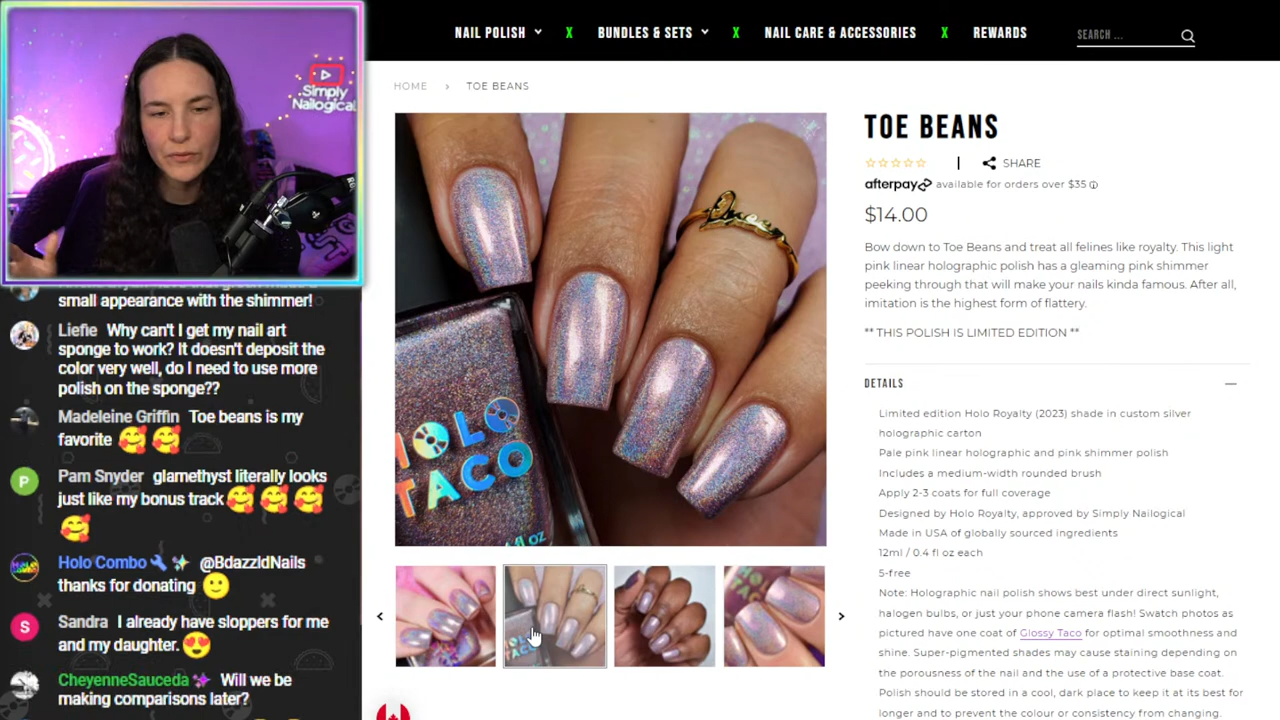 NAIL POLISH X BUNDLES & SETS X NAIL CARE & ACCESSORIES X REWARDS SEARCH ...
Simply
Nailogical
HOME › TOE BEANS
HOLO
TACO
fl oz
TOE BEANS
SHARE
afterpay available for orders over $35
$14.00
Bow down to Toe Beans and treat all felines like royalty. This light
pink linear holographic polish has a gleaming pink shimmer
peeking through that will make your nails kinda famous. After all,
imitation is the highest form of flattery.
** THIS POLISH IS LIMITED EDITION **
DETAILS
Limited edition Holo Royalty (2023) shade in custom silver
holographic carton
Pale pink linear holographic and pink shimmer polish
Includes a medium-width rounded brush
Apply 2-3 coats for full coverage
Designed by Holo Royalty, approved by Simply Nailogical
Made in USA of globally sourced ingredients
12ml / 0.4 fl oz each
5-free
Note: Holographic nail polish shows best under direct sunlight,
halogen bulbs, or just your phone camera flash! Swatch photos as
pictured have one coat of Glossy Taco for optimal smoothness and
shine. Super-pigmented shades may cause staining depending on
the porousness of the nail and the use of a protective base coat.
Polish should be stored in a cool, dark place to keep it at its best for
longer and to prevent the colour or consistency from changing.
small appearance with the shimmer!
Liefie Why can't I get my nail art
sponge to work? It doesn't deposit the
color very well, do I need to use more
polish on the sponge??
Madeleine Griffin Toe beans is my
favorite 🥰 🥰
Pam Snyder glamethyst literally looks
just like my bonus track 🥰 🥰 🥰
🥰
Holo Combo 🔧 ✨ @BdazzldNails
thanks for donating 🙂
Sandra I already have sloppers for me
and my daughter. 😍
CheyenneSauceda Will we be
making comparisons later?